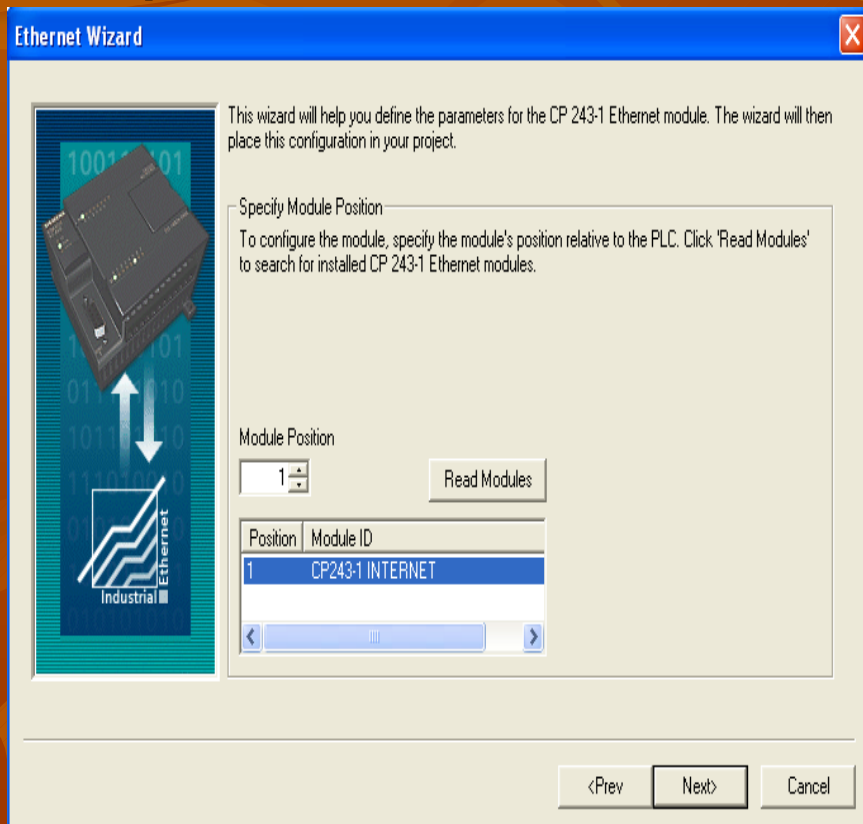 Ethernet Wizard
This wizard will help you define the parameters for the CP 243-1 Ethernet module. The wizard will then
place this configuration in your project.
Specify Module Position
To configure the module, specify the module's position relative to the PLC. Click 'Read Modules'
to search for installed CP 243-1 Ethernet modules.
Module Position
1
Read Modules
Position Module ID
1 CP243-1 INTERNET
Industrial
Ethernet
<Prev Next> Cancel